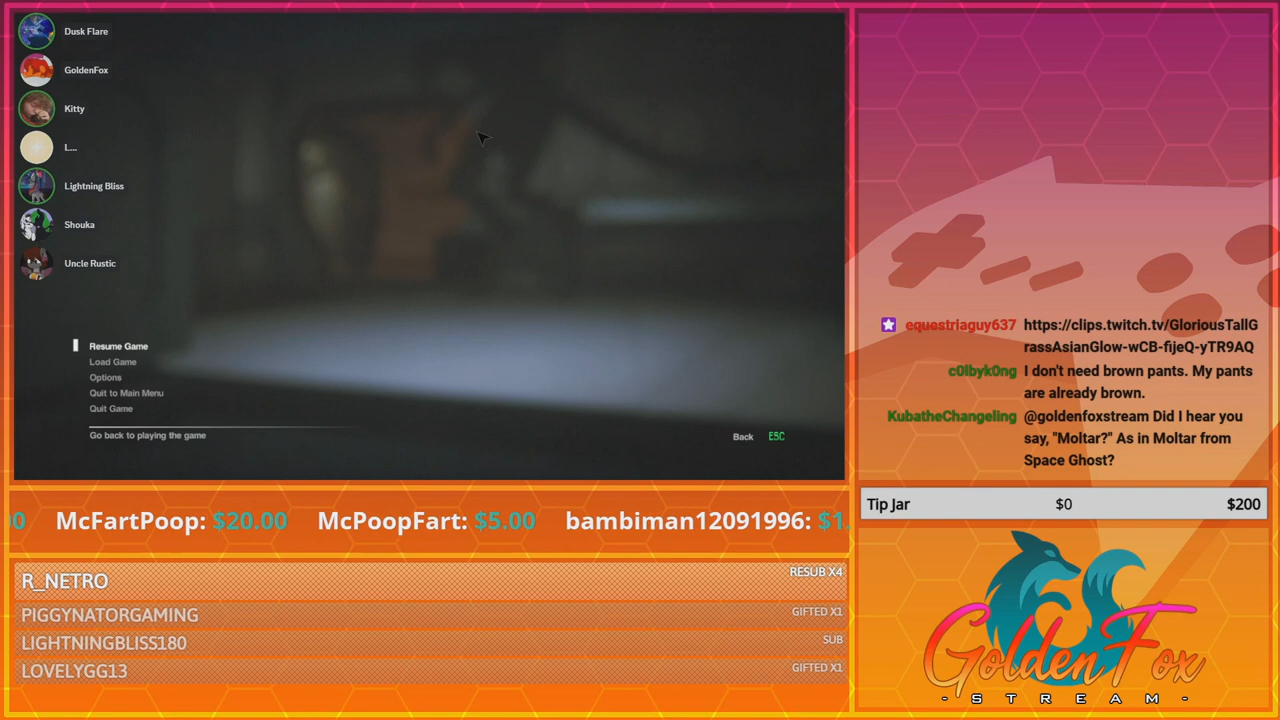 Dusk Flare
GoldenFox
Kitty
L...
Lightning Bliss
Shouka
Uncle Rustic
Resume Game
Load Game
Options
Quit to Main Menu
Quit Game
Go back to playing the game
Back ESC
equestriaguy637 https://clips.twitch.tv/GloriousTallG
rassAsianGlow-wCB-fijeQ-yTR9AQ
c0lbyk0ng I don't need brown pants. My pants
are already brown.
KubatheChangeling @goldenfoxstream Did I hear you
say, "Moltar?" As in Moltar from
Space Ghost?
Tip Jar $0 $200
00 McFartPoop: $20.00 McPoopFart: $5.00 bambiman12091996: $1.
R_NETRO RESUB X4
PIGGYNATORGAMING GIFTED X1
LIGHTNINGBLISS180 SUB
LOVELYGG13 GIFTED X1
GoldenFox
- S T R E A M -